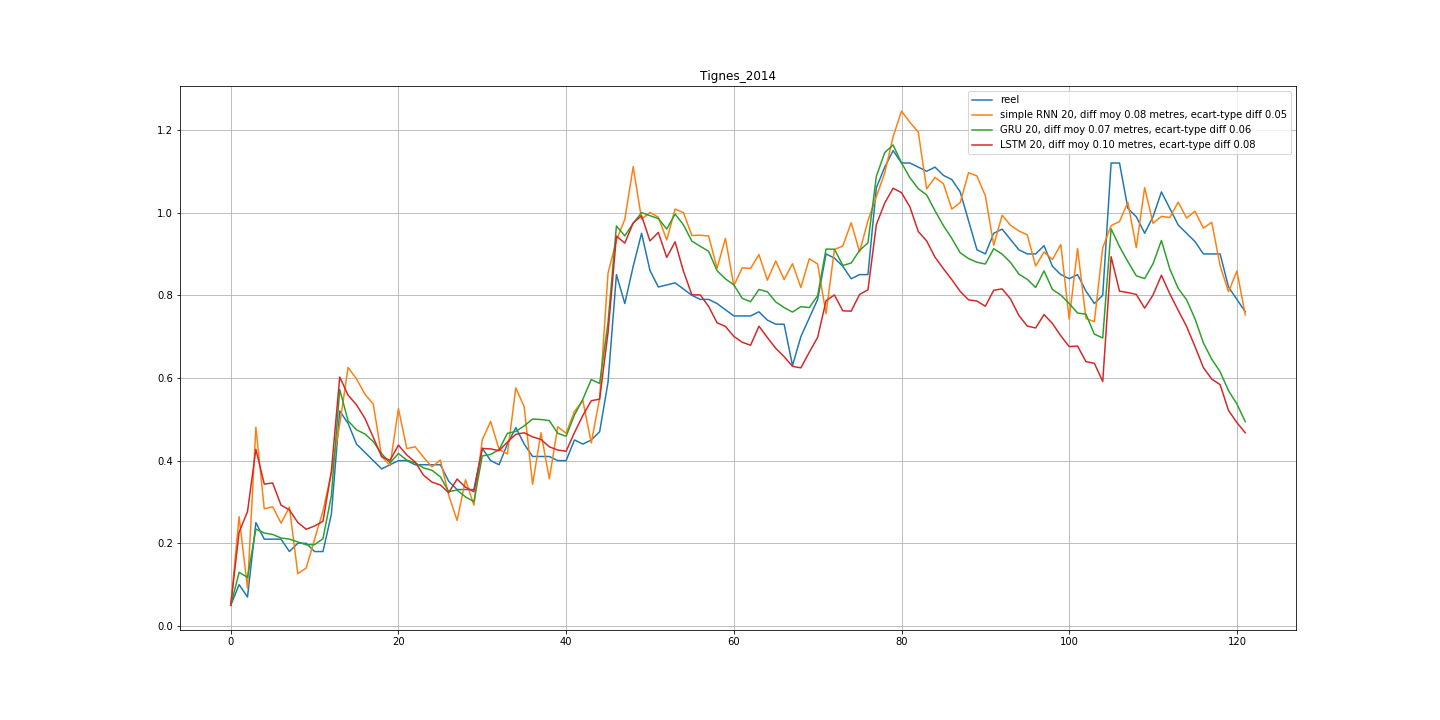 Tignes_2014
reel
simple RNN 20, diff moy 0.08 metres, ecart-type diff 0.05
GRU 20, diff moy 0.07 metres, ecart-type diff 0.06
LSTM 20, diff moy 0.10 metres, ecart-type diff 0.08
1.2
1.0
0.8
0.6
0.4
0.2
0.0
0 20 40 60 80 100 120